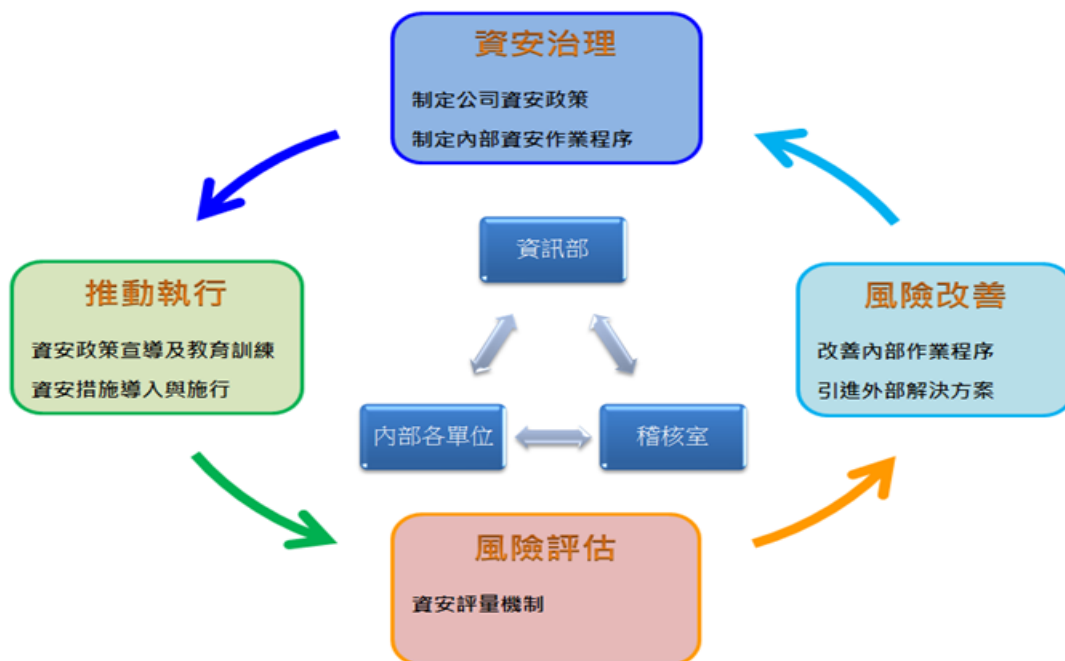 資安治理
制定公司資安政策
制定內部資安作業程序
資訊部
推動執行
資安政策宣導及教育訓練
資安措施導入與施行
風險改善
改善內部作業程序
引進外部解決方案
內部各單位
稽核室
風險評估
資安評量機制